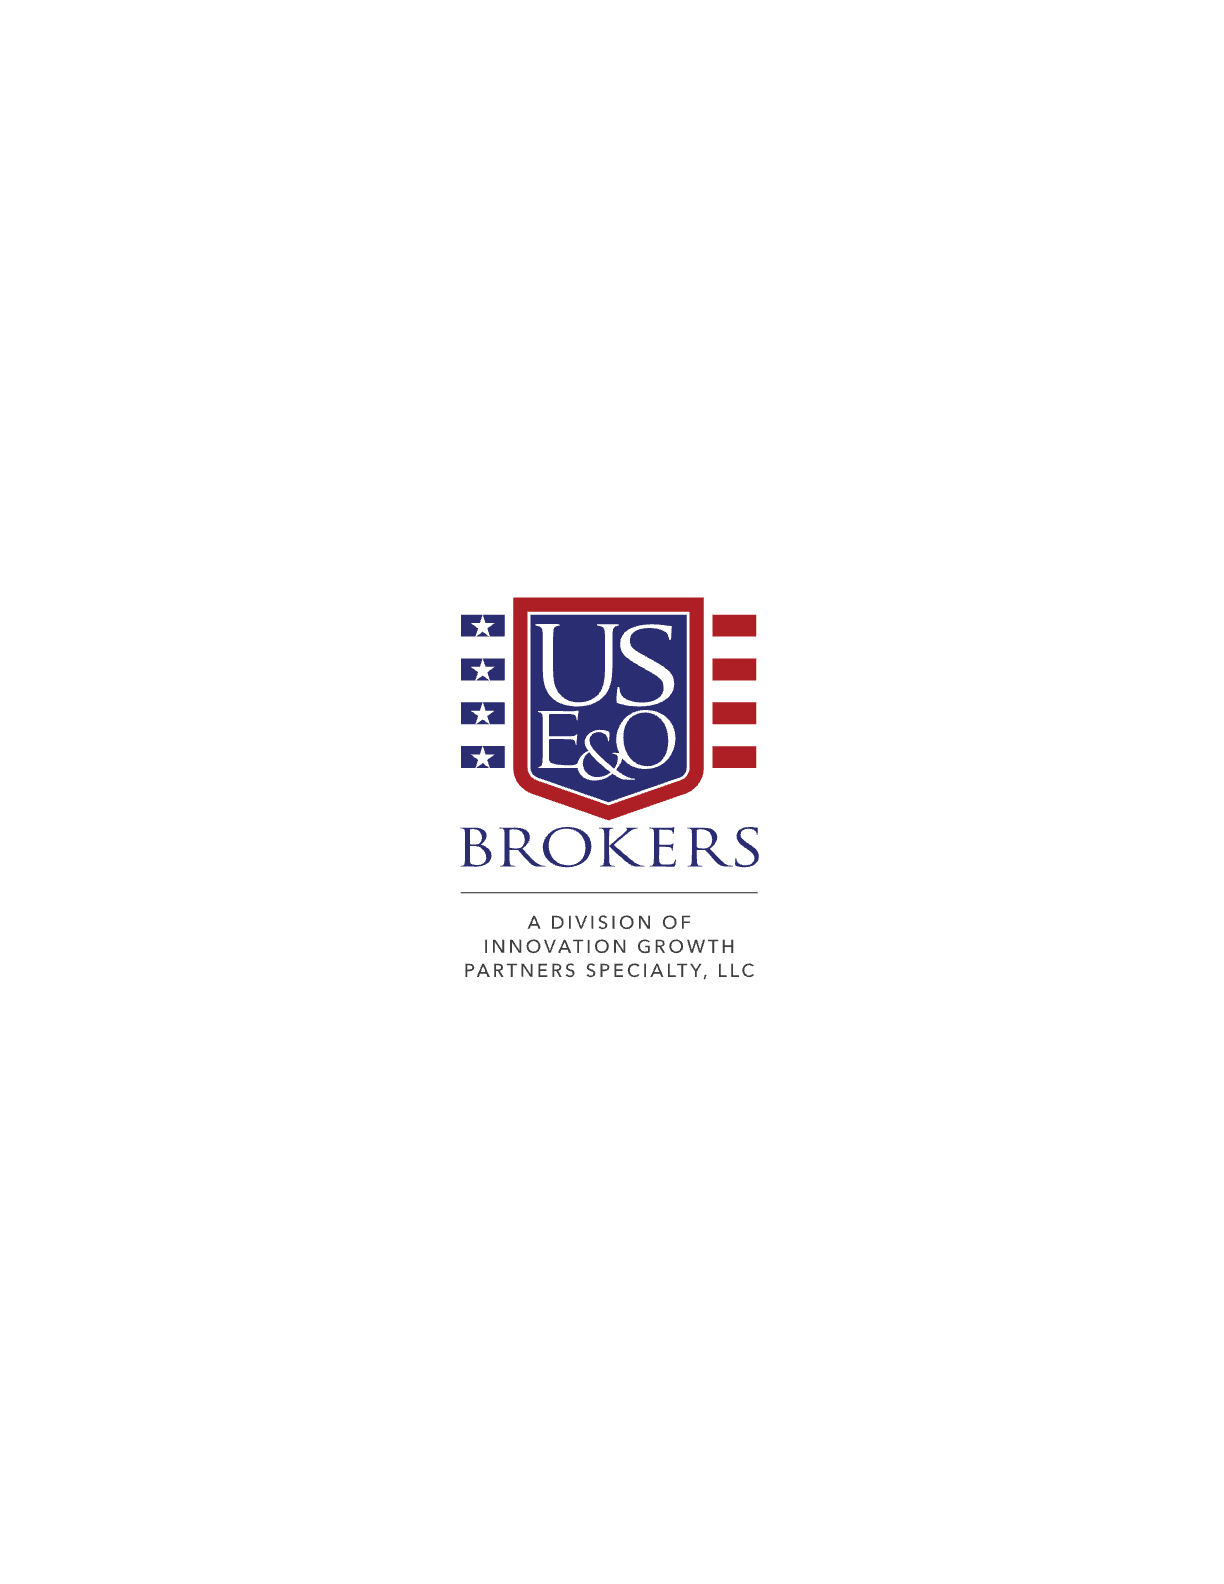 US
E&O
BROKERS
A DIVISION OF
INNOVATION GROWTH
PARTNERS SPECIALTY, LLC